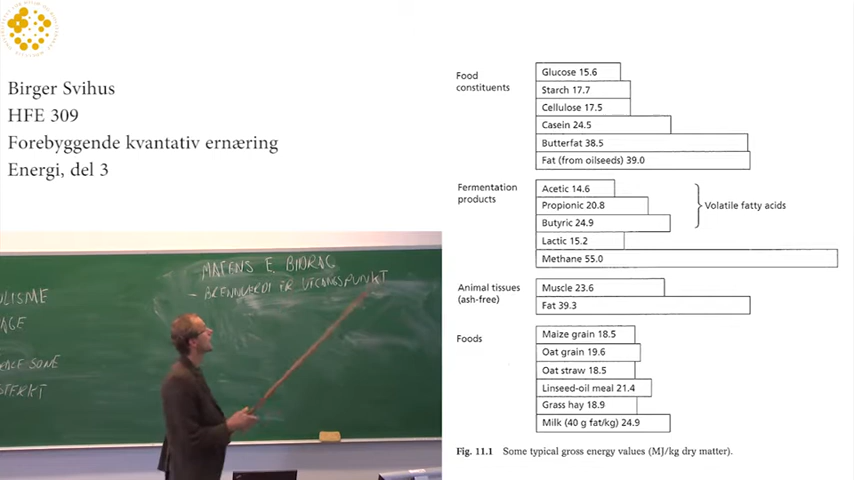 Birger Svihus
HFE 309
Forebyggende kvantativ ernæring
Energi, del 3
MATENS E. BIDRAG
- BRENNVERDI ER UTGANGSPUNKT
Food
constituents
Glucose 15.6
Starch 17.7
Cellulose 17.5
Casein 24.5
Butterfat 38.5
Fat (from oilseeds) 39.0
Fermentation
products
Acetic 14.6
Propionic 20.8
Butyric 24.9
Volatile fatty acids
Lactic 15.2
Methane 55.0
Animal tissues
(ash-free)
Muscle 23.6
Fat 39.3
Foods
Maize grain 18.5
Oat grain 19.6
Oat straw 18.5
Linseed-oil meal 21.4
Grass hay 18.9
Milk (40 g fat/kg) 24.9
Fig. 11.1 Some typical gross energy values (MJ/kg dry matter).